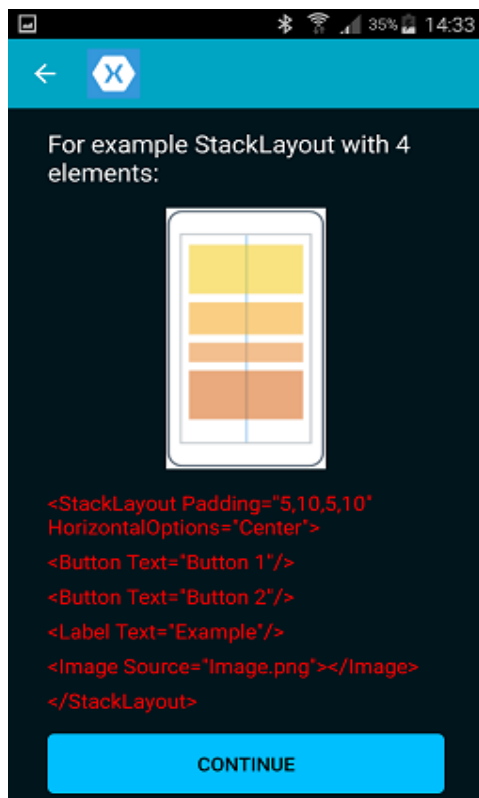 35% 14:33
X
For example StackLayout with 4
elements:
<StackLayout Padding="5,10,5,10"
HorizontalOptions="Center">
<Button Text="Button 1"/>
<Button Text="Button 2"/>
<Label Text="Example"/>
<Image Source="Image.png"></Image>
</StackLayout>
CONTINUE